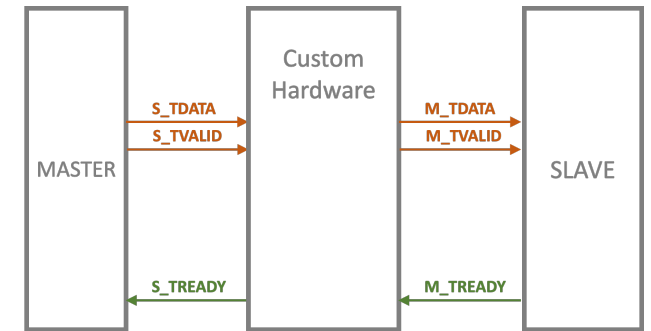 Custom
Hardware
S_TDATA
M_TDATA
S_TVALID
M_TVALID
MASTER
SLAVE
S_TREADY
M_TREADY